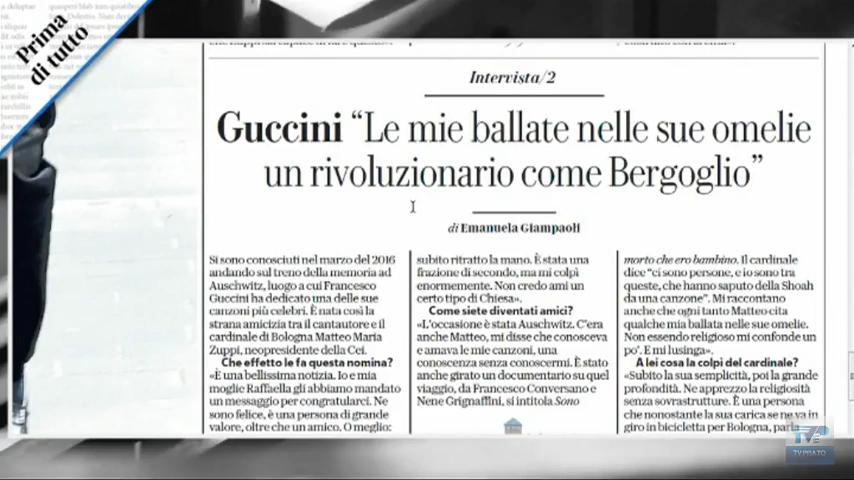 Prima
di tutto
Intervista/2
Guccini “Le mie ballate nelle sue omelie
un rivoluzionario come Bergoglio”
di Emanuela Giampaoli
Si sono conosciuti nel marzo del 2016
andando sul treno della memoria ad
Auschwitz, luogo a cui Francesco
Guccini ha dedicato una delle sue
canzoni più celebri. È nata così la
strana amicizia tra il cantautore e il
cardinale di Bologna Matteo Maria
Zuppi, neopresidente della Cei.
Che effetto le fa questa nomina?
«È una bellissima notizia. Io e mia
moglie Raffaella gli abbiamo mandato
un messaggio per congratularci. Ne
sono felice, è una persona di grande
valore, oltre che un amico. O meglio:
subito ritratto la mano. È stata una
frazione di secondo, ma mi colpì
enormemente. Non credo ami un
certo tipo di Chiesa».
Come siete diventati amici?
«L'occasione è stata Auschwitz. C'era
anche Matteo, mi disse che conosceva
e amava le mie canzoni, una
conoscenza senza conoscermi. È stato
anche girato un documentario su quel
viaggio, da Francesco Conversano e
Nene Grignaffini, si intitola Sono
morto che ero bambino. Il cardinale
dice “ci sono persone, e io sono tra
queste, che hanno saputo della Shoah
da una canzone”. Mi raccontano
anche che ogni tanto Matteo cita
qualche mia ballata nelle sue omelie.
Non essendo religioso mi confonde un
po'. E mi lusinga».
A lei cosa la colpì del cardinale?
«Subito la sua semplicità, poi la grande
profondità. Ne apprezzo la religiosità
senza sovrastrutture. È una persona
che nonostante la sua carica se ne va in
giro in bicicletta per Bologna, parla
TVP
TV PRATO